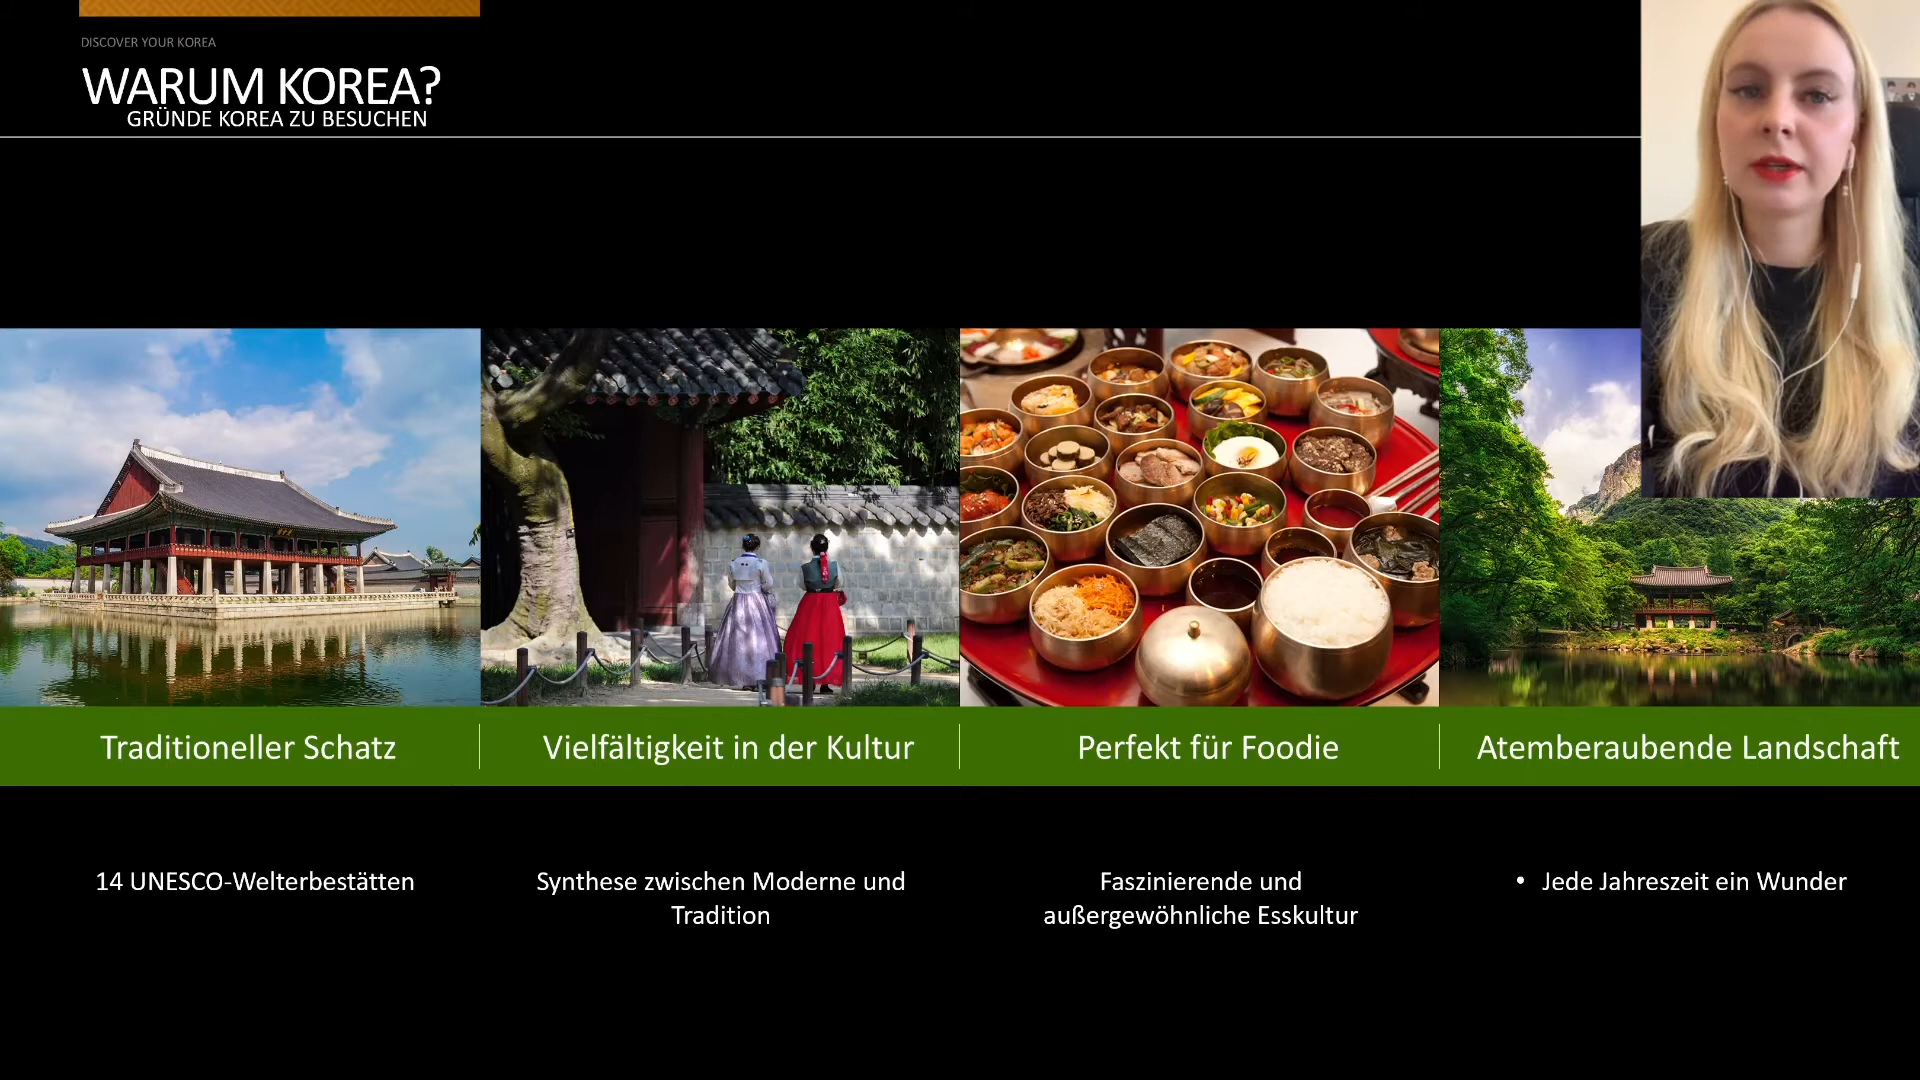 DISCOVER YOUR KOREA
WARUM KOREA?
GRÜNDE KOREA ZU BESUCHEN
Traditioneller Schatz
Vielfältigkeit in der Kultur
Perfekt für Foodie
Atemberaubende Landschaft
14 UNESCO-Welterbestätten
Synthese zwischen Moderne und
Tradition
Faszinierende und
außergewöhnliche Esskultur
• Jede Jahreszeit ein Wunder